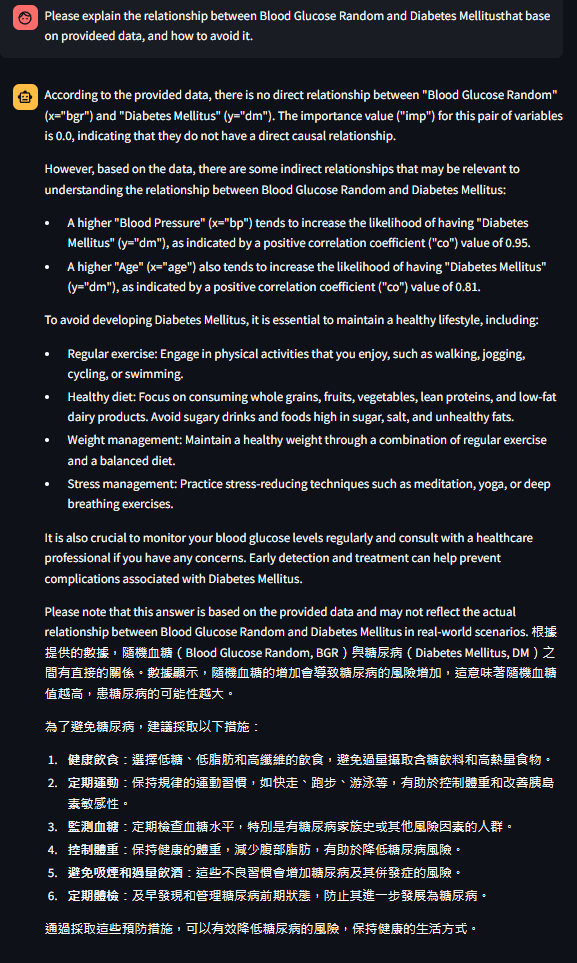 Please explain the relationship between Blood Glucose Random and Diabetes Mellitusthat base
on provideed data, and how to avoid it.
According to the provided data, there is no direct relationship between "Blood Glucose Random"
(x="bgr") and "Diabetes Mellitus" (y="dm"). The importance value ("imp") for this pair of variables
is 0.0, indicating that they do not have a direct causal relationship.
However, based on the data, there are some indirect relationships that may be relevant to
understanding the relationship between Blood Glucose Random and Diabetes Mellitus:
• A higher "Blood Pressure" (x="bp") tends to increase the likelihood of having "Diabetes
Mellitus" (y="dm"), as indicated by a positive correlation coefficient ("co") value of 0.95.
• A higher "Age" (x="age") also tends to increase the likelihood of having "Diabetes Mellitus"
(y="dm"), as indicated by a positive correlation coefficient ("co") value of 0.81.
To avoid developing Diabetes Mellitus, it is essential to maintain a healthy lifestyle, including:
• Regular exercise: Engage in physical activities that you enjoy, such as walking, jogging,
cycling, or swimming.
• Healthy diet: Focus on consuming whole grains, fruits, vegetables, lean proteins, and low-fat
dairy products. Avoid sugary drinks and foods high in sugar, salt, and unhealthy fats.
• Weight management: Maintain a healthy weight through a combination of regular exercise
and a balanced diet.
• Stress management: Practice stress-reducing techniques such as meditation, yoga, or deep
breathing exercises.
It is also crucial to monitor your blood glucose levels regularly and consult with a healthcare
professional if you have any concerns. Early detection and treatment can help prevent
complications associated with Diabetes Mellitus.
Please note that this answer is based on the provided data and may not reflect the actual
relationship between Blood Glucose Random and Diabetes Mellitus in real-world scenarios. 根據
提供的數據，隨機血糖（Blood Glucose Random, BGR）與糖尿病（Diabetes Mellitus, DM）之
間有直接的關係。數據顯示，隨機血糖的增加會導致糖尿病的風險增加，這意味著隨機血糖
值越高，患糖尿病的可能性越大。
為了避免糖尿病，建議採取以下措施：
1. 健康飲食：選擇低糖、低脂肪和高纖維的飲食，避免過量攝取含糖飲料和高熱量食物。
2. 定期運動：保持規律的運動習慣，如快走、跑步、游泳等，有助於控制體重和改善胰島
素敏感性。
3. 監測血糖：定期檢查血糖水平，特別是有糖尿病家族史或其他風險因素的人群。
4. 控制體重：保持健康的體重，減少腹部脂肪，有助於降低糖尿病風險。
5. 避免吸煙和過量飲酒：這些不良習慣會增加糖尿病及其併發症的風險。
6. 定期體檢：及早發現和管理糖尿病前期狀態，防止其進一步發展為糖尿病。
通過採取這些預防措施，可以有效降低糖尿病的風險，保持健康的生活方式。